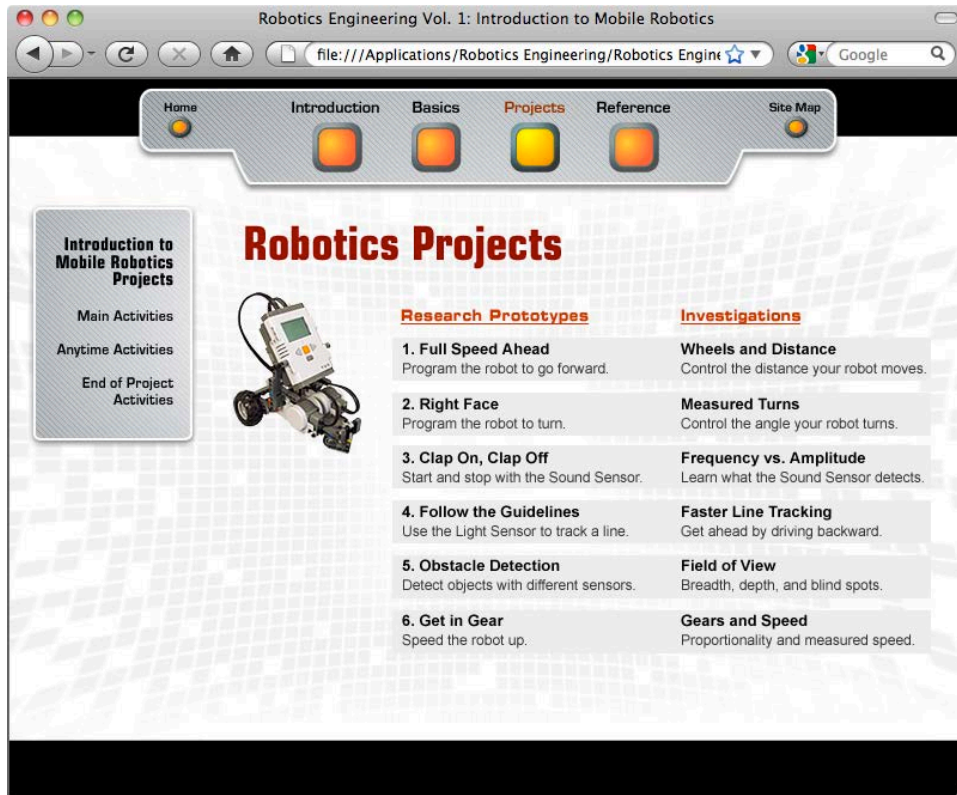 Robotics Engineering Vol. 1: Introduction to Mobile Robotics
file:///Applications/Robotics Engineering/Robotics Engine
Google
Home
Introduction
Basics
Projects
Reference
Site Map
Introduction to
Mobile Robotics
Projects
Main Activities
Anytime Activities
End of Project
Activities
Robotics Projects
Research Prototypes
Investigations
1. Full Speed Ahead
Program the robot to go forward.
Wheels and Distance
Control the distance your robot moves.
2. Right Face
Program the robot to turn.
Measured Turns
Control the angle your robot turns.
3. Clap On, Clap Off
Start and stop with the Sound Sensor.
Frequency vs. Amplitude
Learn what the Sound Sensor detects.
4. Follow the Guidelines
Use the Light Sensor to track a line.
Faster Line Tracking
Get ahead by driving backward.
5. Obstacle Detection
Detect objects with different sensors.
Field of View
Breadth, depth, and blind spots.
6. Get in Gear
Speed the robot up.
Gears and Speed
Proportionality and measured speed.